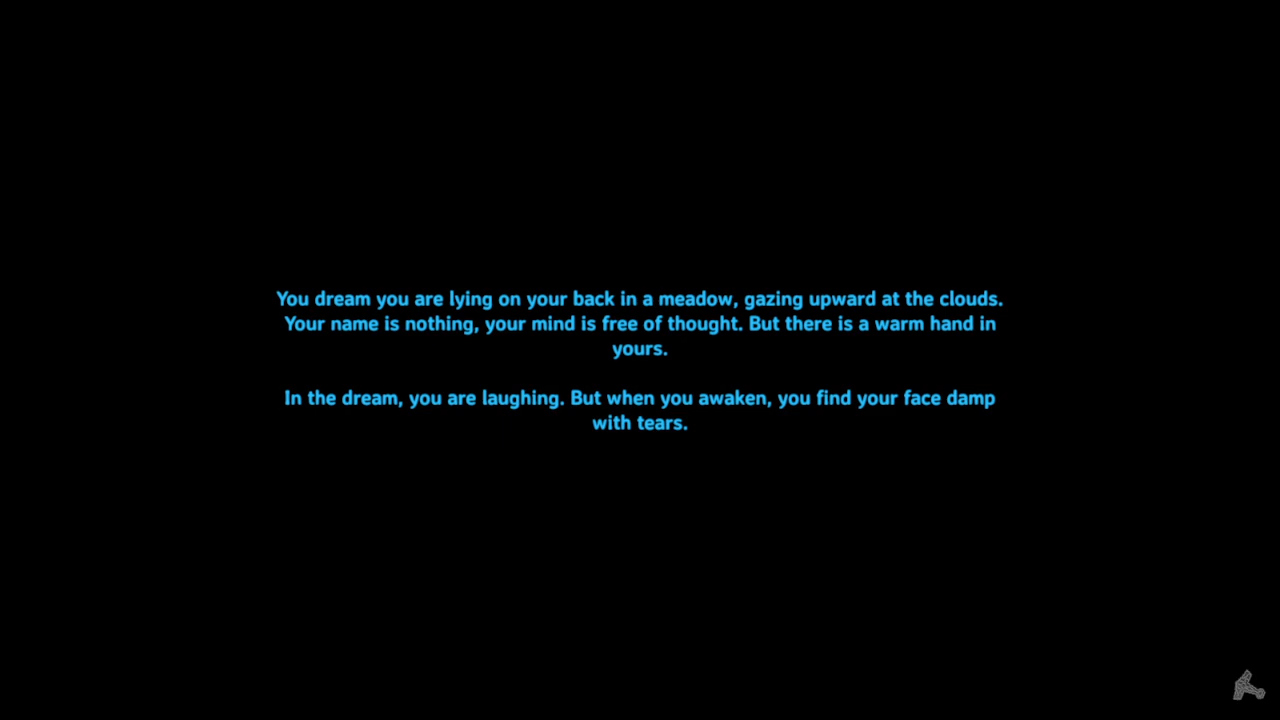 You dream you are lying on your back in a meadow, gazing upward at the clouds.
Your name is nothing, your mind is free of thought. But there is a warm hand in
yours.
In the dream, you are laughing. But when you awaken, you find your face damp
with tears.